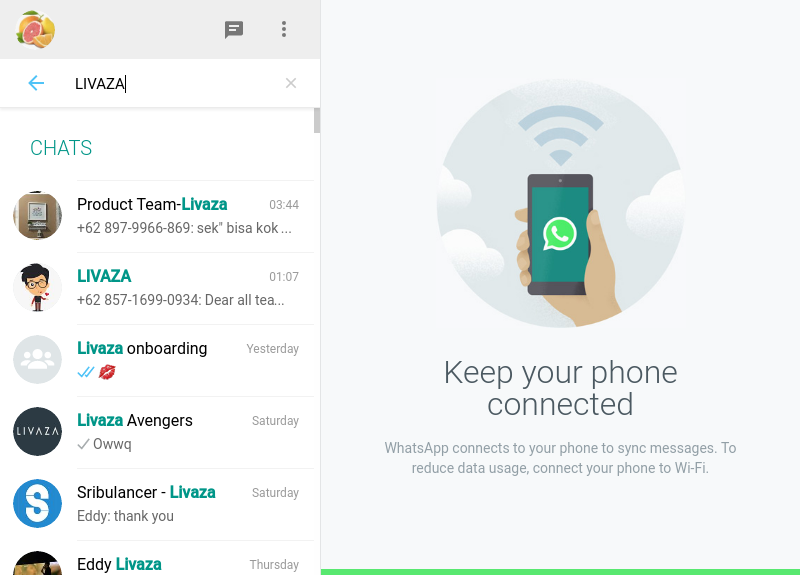 LIVAZA
CHATS
Product Team-Livaza 03:44
+62 897-9966-869: sek" bisa kok ...
LIVAZA 01:07
+62 857-1699-0934: Dear all tea...
Livaza onboarding Yesterday
Livaza Avengers Saturday
LIVAZA
Owwq
Sribulancer - Livaza Saturday
Eddy: thank you
Eddy Livaza Thursday
Keep your phone
connected
WhatsApp connects to your phone to sync messages. To
reduce data usage, connect your phone to Wi-Fi.